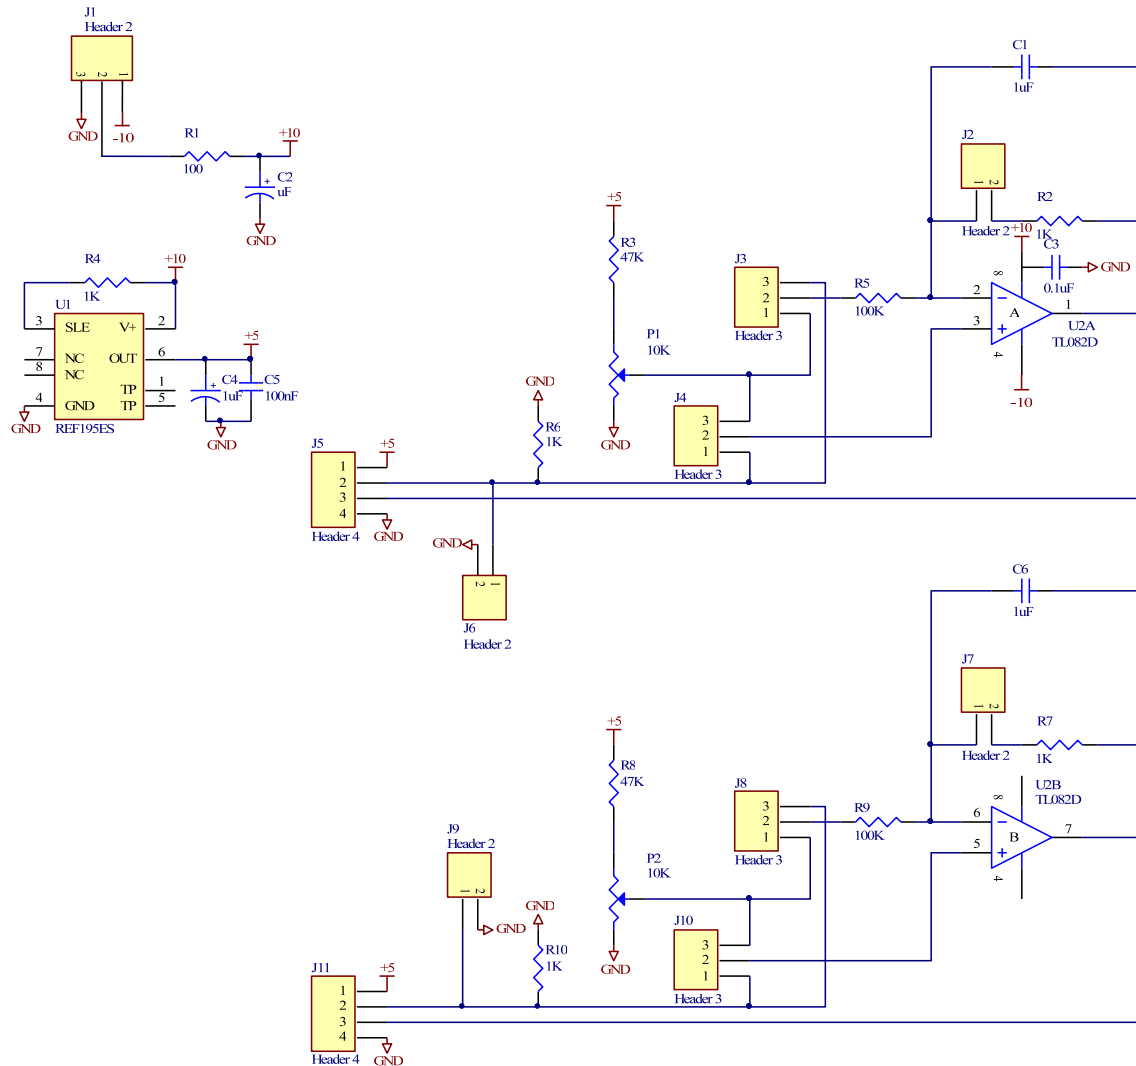 J1
Header 2
3 2 1
GND
-10
R1
100
+10
C2
uF
GND
R4
1K
+10
U1
3 SLE V+ 2
7 NC OUT 6
8 NC
TP 1
4 GND TP 5
GND
REF195ES
+5
C4
1uF
C5
100nF
GND
J5
1
2
3
4
Header 4
+5
GND
GND
2 1
J6
Header 2
GND
R6
1K
+5
R3
47K
P1
10K
GND
J3
3
2
1
Header 3
J4
3
2
1
Header 3
R5
100K
C1
1uF
J2
1 2
Header 2
R2
1K
+10
C3
0.1uF
GND
8
2
3
A
1
4
U2A
TL082D
-10
C6
1uF
J7
1 2
Header 2
R7
1K
U2B
TL082D
8
6
5
B
7
4
+5
R8
47K
P2
10K
GND
J8
3
2
1
Header 3
R9
100K
J10
3
2
1
Header 3
J9
Header 2
1 2
GND
GND
R10
1K
J11
1
2
3
4
Header 4
+5
GND